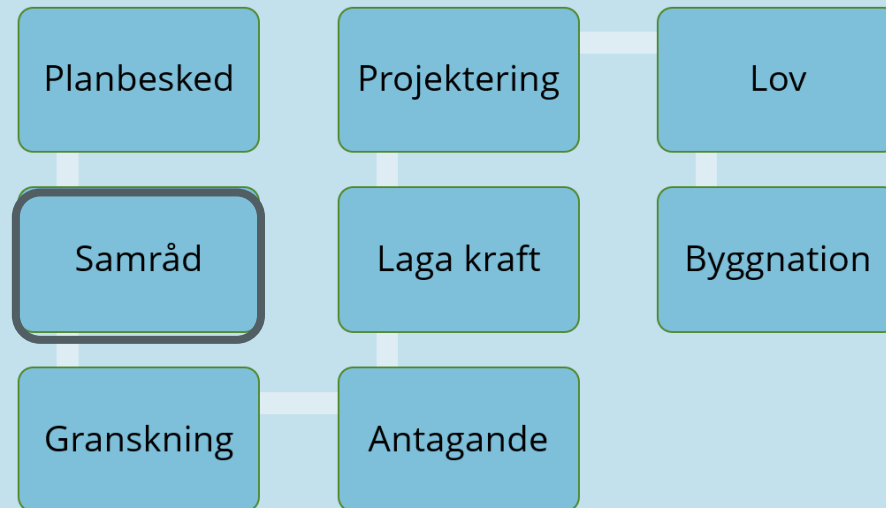 Planbesked
Samråd
Granskning
Antagande
Laga kraft
Projektering
Lov
Byggnation